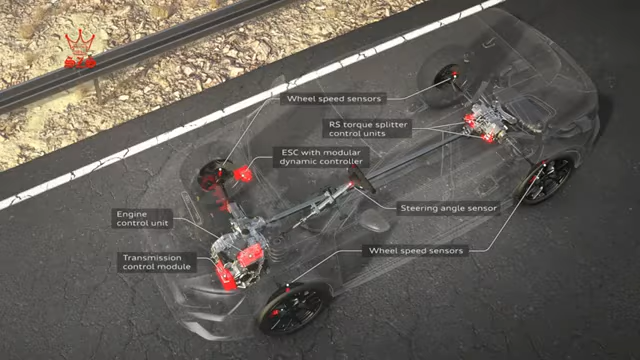 Wheel speed sensors
RS torque splitter
control units
ESC with modular
dynamic controller
Steering angle sensor
Engine
control unit
Wheel speed sensors
Transmission
control module